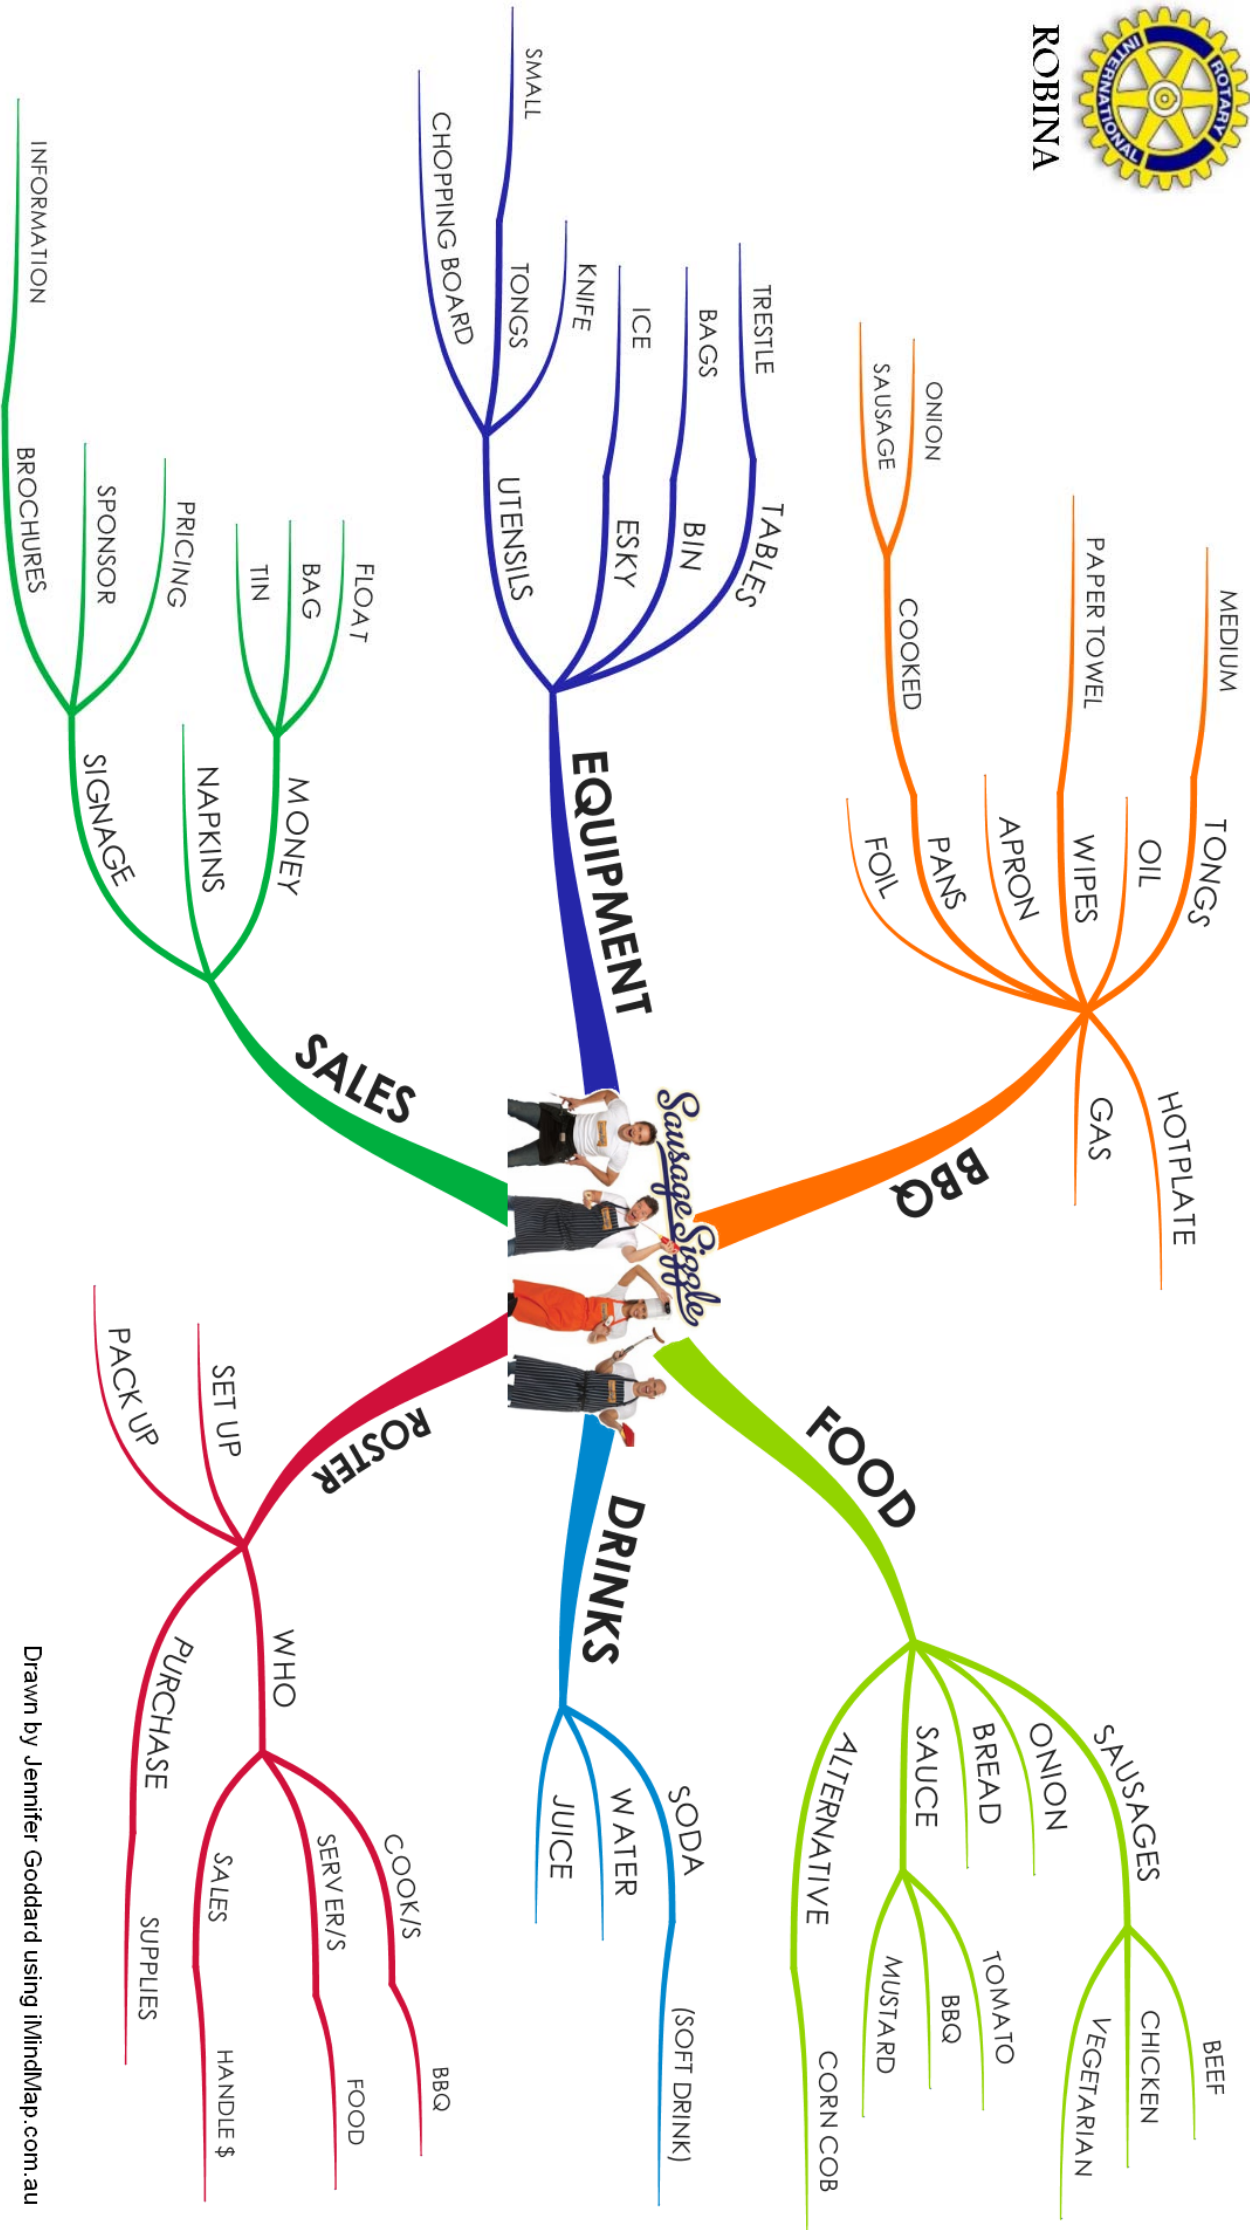 ROTARY
INTERNATIONAL
ROBINA
Sausage Sizzle
FOOD
SAUSAGES
BEEF
CHICKEN
VEGETARIAN
ONION
BREAD
SAUCE
TOMATO
BBQ
MUSTARD
ALTERNATIVE
CORN COB
DRINKS
SODA
(SOFT DRINK)
WATER
JUICE
ROSTER
WHO
COOK/S
BBQ
SERVER/S
FOOD
SALES
HANDLE $
PURCHASE
SUPPLIES
SET UP
PACK UP
SALES
MONEY
FLOAT
BAG
TIN
NAPKINS
SIGNAGE
PRICING
SPONSOR
BROCHURES
INFORMATION
EQUIPMENT
TABLES
TRESTLE
BIN
BAGS
ESKY
ICE
UTENSILS
KNIFE
TONGS
SMALL
CHOPPING BOARD
BBQ
HOTPLATE
GAS
TONGS
MEDIUM
OIL
WIPES
PAPER TOWEL
APRON
PANS
COOKED
ONION
SAUSAGE
FOIL
Drawn by Jennifer Goddard using iMindMap.com.au